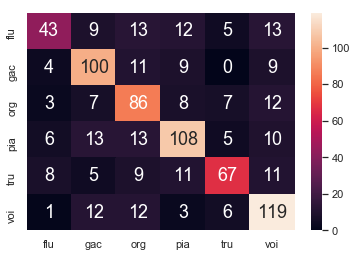 flu 43 9 13 12 5 13
gac 4 100 11 9 0 9
org 3 7 86 8 7 12
pia 6 13 13 108 5 10
tru 8 5 9 11 67 11
voi 1 12 12 3 6 119
flu gac org pia tru voi
100
80
60
40
20
0